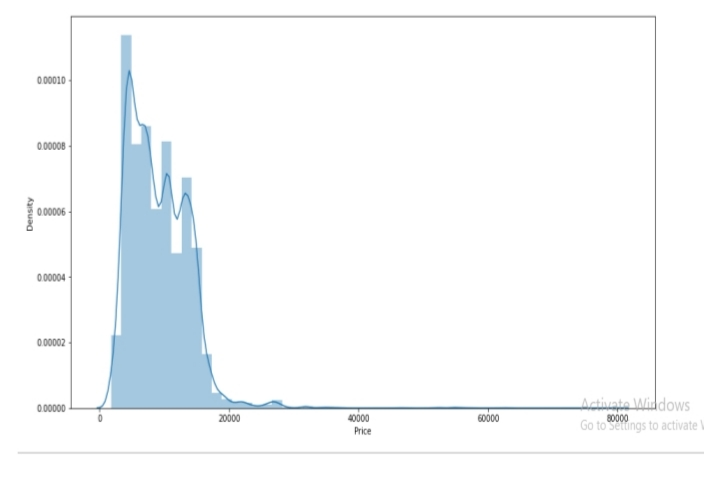 0.00010
0.00008
0.00006
0.00004
0.00002
0.00000
Density
0 20000 40000 60000 80000
Price
Activate Windows
Go to Settings to activate W